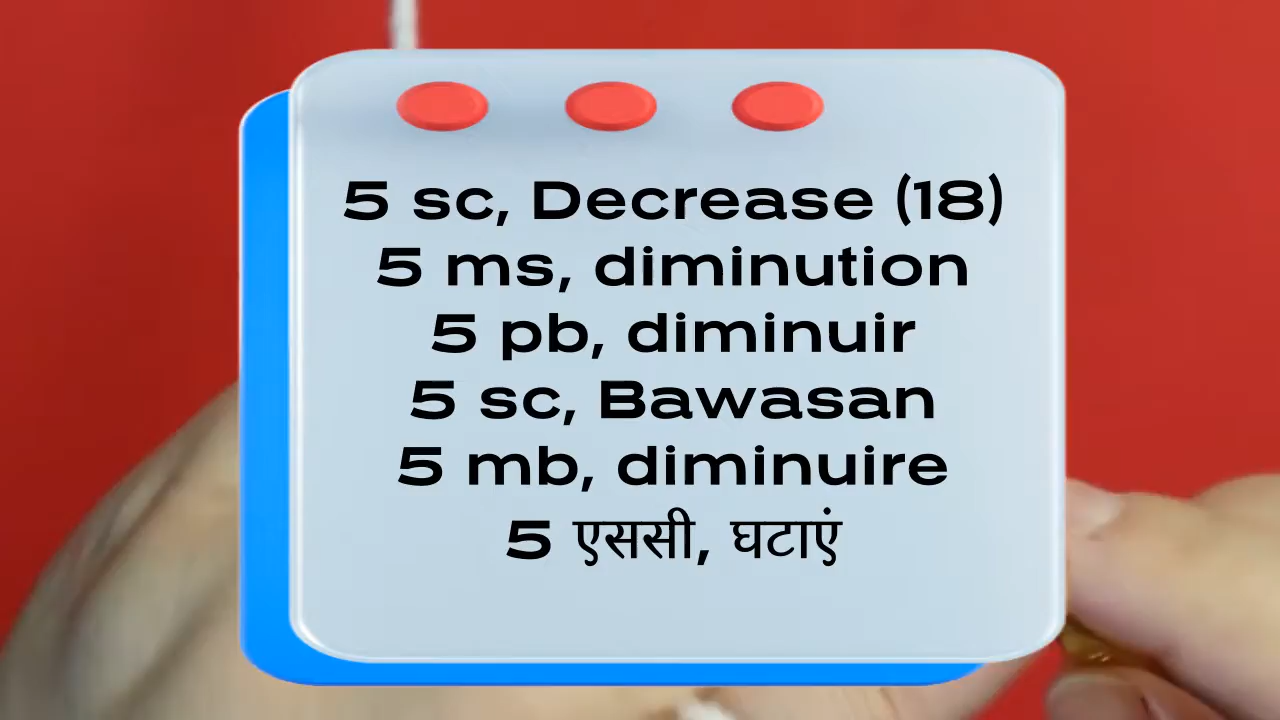 5 sc, Decrease (18)
5 ms, diminution
5 pb, diminuir
5 sc, Bawasan
5 mb, diminuire
5 एससी, घटाएं